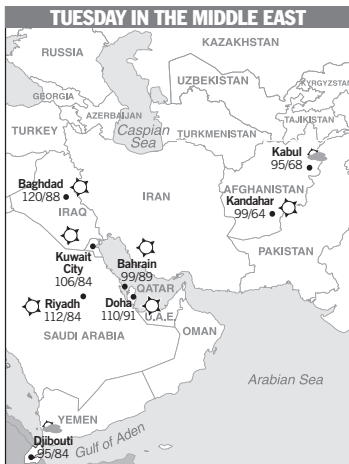 TUESDAY IN THE MIDDLE EAST
KAZAKHSTAN
RUSSIA
UZBEKISTAN
KYRGYZSTAN
GEORGIA
AZERBAIJAN
TAJIKISTAN
TURKEY
Caspian
Sea
TURKMENISTAN
Kabul
95/68
Baghdad
120/88
IRAQ
IRAN
AFGHANISTAN
Kandahar
99/64
PAKISTAN
Kuwait
City
106/84
Bahrain
99/89
QATAR
Riyadh
112/84
Doha
110/91
U.A.E.
SAUDI ARABIA
OMAN
Arabian Sea
YEMEN
Djibouti
95/84
Gulf of Aden